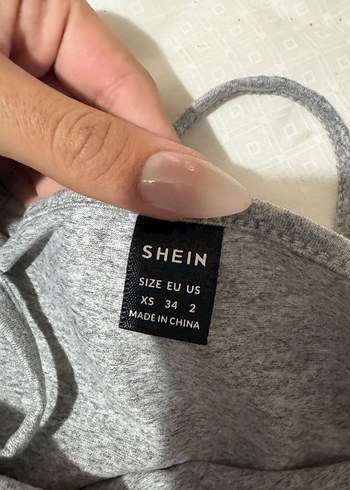 SHEIN
SIZE EU US
XS 34 2
MADE IN CHINA